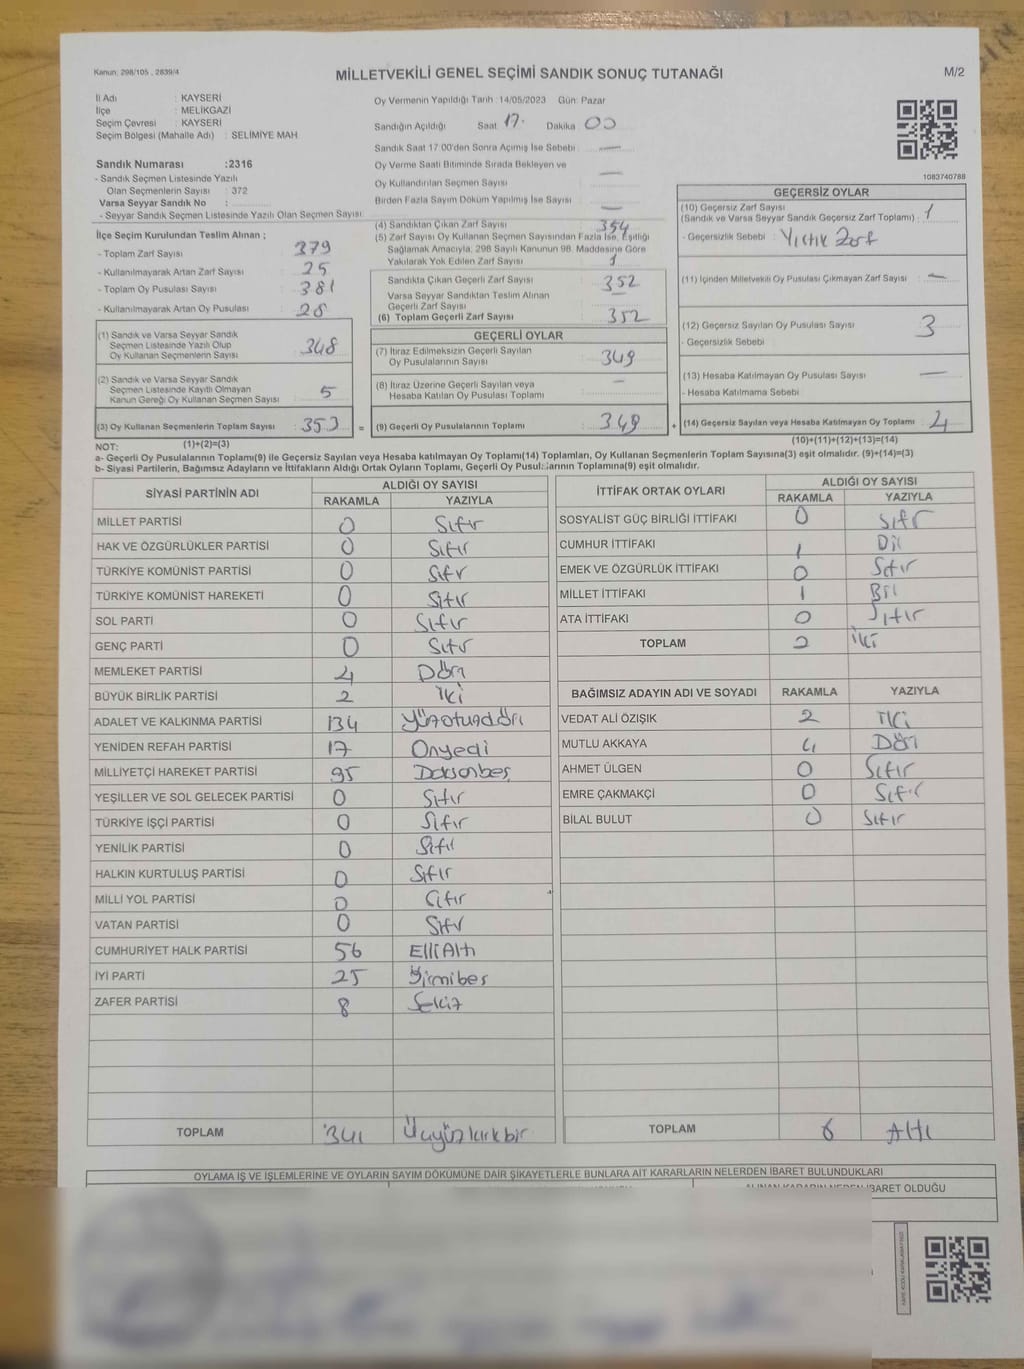 Kanun: 298/105 , 2839/4
MİLLETVEKİLİ GENEL SEÇİMİ SANDIK SONUÇ TUTANAĞI
M/2
İl Adı : KAYSERİ
İlçe : MELİKGAZİ
Seçim Çevresi : KAYSERİ
Seçim Bölgesi (Mahalle Adı) : SELİMİYE MAH
Sandık Numarası :2316
- Sandık Seçmen Listesinde Yazılı
Olan Seçmenlerin Sayısı : 372
Varsa Seyyar Sandık No :
- Seyyar Sandık Seçmen Listesinde Yazılı Olan Seçmen Sayısı
İlçe Seçim Kurulundan Teslim Alınan ;
- Toplam Zarf Sayısı : 379
- Kullanılmayarak Artan Zarf Sayısı : 25
- Toplam Oy Pusulası Sayısı : 381
- Kullanılmayarak Artan Oy Pusulası : 28
(1) Sandık ve Varsa Seyyar Sandık
Seçmen Listesinde Yazılı Olup
Oy Kullanan Seçmenlerin Sayısı : 348
(2) Sandık ve Varsa Seyyar Sandık
Seçmen Listesinde Kayıtlı Olmayan
Kanun Gereği Oy Kullanan Seçmen Sayısı : 5
(3) Oy Kullanan Seçmenlerin Toplam Sayısı : 353 =
Oy Vermenin Yapıldığı Tarih :14/05/2023 Gün: Pazar
Sandığın Açıldığı Saat 17. Dakika 00
Sandık Saat 17 00'den Sonra Açımış İse Sebebi : —
Oy Verme Saati Bitiminde Sırada Bekleyen ve
Oy Kullandırılan Seçmen Sayısı —
Birden Fazla Sayım Döküm Yapılmış İse Sayısı —
(4) Sandıktan Çıkan Zarf Sayısı 354
(5) Zarf Sayısı Oy Kullanan Seçmen Sayısından Fazla İse, Eşitliği
Sağlamak Amacıyla, 298 Sayılı Kanunun 98. Maddesine Göre
Yakılarak Yok Edilen Zarf Sayısı : 1
Sandıkta Çıkan Geçerli Zarf Sayısı : 352
Varsa Seyyar Sandıktan Teslim Alınan
Geçerli Zarf Sayısı : —
(6) Toplam Geçerli Zarf Sayısı : 352
GEÇERLİ OYLAR
(7) İtiraz Edilmeksizin Geçerli Sayılan
Oy Pusulalarının Sayısı : 349
(8) İtiraz Üzerine Geçerli Sayılan veya
Hesaba Katılan Oy Pusulası Toplamı : —
(9) Geçerli Oy Pusulalarının Toplamı : 349 +
1083740788
GEÇERSİZ OYLAR
(10) Geçersiz Zarf Sayısı
(Sandık ve Varsa Seyyar Sandık Geçersiz Zarf Toplamı) : 1
- Geçersizlik Sebebi : Yırtık Zarf
(11) İçinden Milletvekili Oy Pusulası Çıkmayan Zarf Sayısı : —
(12) Geçersiz Sayılan Oy Pusulası Sayısı : 3
- Geçersizlik Sebebi
(13) Hesaba Katılmayan Oy Pusulası Sayısı : —
- Hesaba Katılmama Sebebi
(14) Geçersiz Sayılan veya Hesaba Katılmayan Oy Toplamı : 4
NOT: (1)+(2)=(3) (10)+(11)+(12)+(13)=(14)
a- Geçerli Oy Pusulalarının Toplamı(9) ile Geçersiz Sayılan veya Hesaba katılmayan Oy Toplamı(14) Toplamları, Oy Kullanan Seçmenlerin Toplam Sayısına(3) eşit olmalıdır. (9)+(14)=(3)
b- Siyasi Partilerin, Bağımsız Adayların ve İttifakların Aldığı Ortak Oyların Toplamı, Geçerli Oy Pusulalarının Toplamına(9) eşit olmalıdır.
SİYASİ PARTİNİN ADI ALDIĞI OY SAYISI
RAKAMLA YAZIYLA
MİLLET PARTİSİ 0 Sıfır
HAK VE ÖZGÜRLÜKLER PARTİSİ 0 Sıfır
TÜRKİYE KOMÜNİST PARTİSİ 0 Sıfır
TÜRKİYE KOMÜNİST HAREKETİ 0 Sıfır
SOL PARTİ 0 Sıfır
GENÇ PARTİ 0 Sıfır
MEMLEKET PARTİSİ 4 Dört
BÜYÜK BİRLİK PARTİSİ 2 İki
ADALET VE KALKINMA PARTİSİ 134 Yüzotuzdört
YENİDEN REFAH PARTİSİ 17 Onyedi
MİLLİYETÇİ HAREKET PARTİSİ 95 Doksanbeş
YEŞİLLER VE SOL GELECEK PARTİSİ 0 Sıfır
TÜRKİYE İŞÇİ PARTİSİ 0 Sıfır
YENİLİK PARTİSİ 0 Sıfır
HALKIN KURTULUŞ PARTİSİ 0 Sıfır
MİLLİ YOL PARTİSİ 0 Sıfır
VATAN PARTİSİ 0 Sıfır
CUMHURİYET HALK PARTİSİ 56 Elli Altı
İYİ PARTİ 25 Yirmibeş
ZAFER PARTİSİ 8 Sekiz
TOPLAM 341 Üçyüzkırkbir
İTTİFAK ORTAK OYLARI ALDIĞI OY SAYISI
RAKAMLA YAZIYLA
SOSYALİST GÜÇ BİRLİĞİ İTTİFAKI 0 Sıfır
CUMHUR İTTİFAKI 1 Bir
EMEK VE ÖZGÜRLÜK İTTİFAKI 0 Sıfır
MİLLET İTTİFAKI 1 Bir
ATA İTTİFAKI 0 Sıfır
TOPLAM 2 İki
BAĞIMSIZ ADAYIN ADI VE SOYADI RAKAMLA YAZIYLA
VEDAT ALİ ÖZIŞIK 2 İki
MUTLU AKKAYA 4 Dört
AHMET ÜLGEN 0 Sıfır
EMRE ÇAKMAKÇİ 0 Sıfır
BİLAL BULUT 0 Sıfır
TOPLAM 6 Altı
OYLAMA İŞ VE İŞLEMLERİNE VE OYLARIN SAYIM DÖKÜMÜNE DAİR ŞİKAYETLERLE BUNLARA AİT KARARLARIN NELERDEN İBARET BULUNDUKLARI
ALINAN KARARIN NEDEN İBARET OLDUĞU